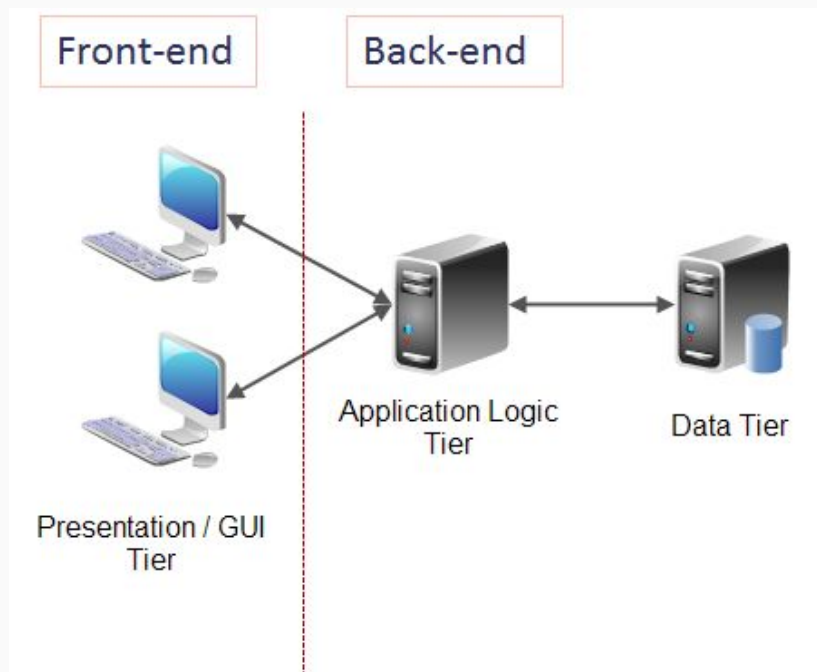 Front-end
Back-end
Application Logic
Tier
Data Tier
Presentation / GUI
Tier